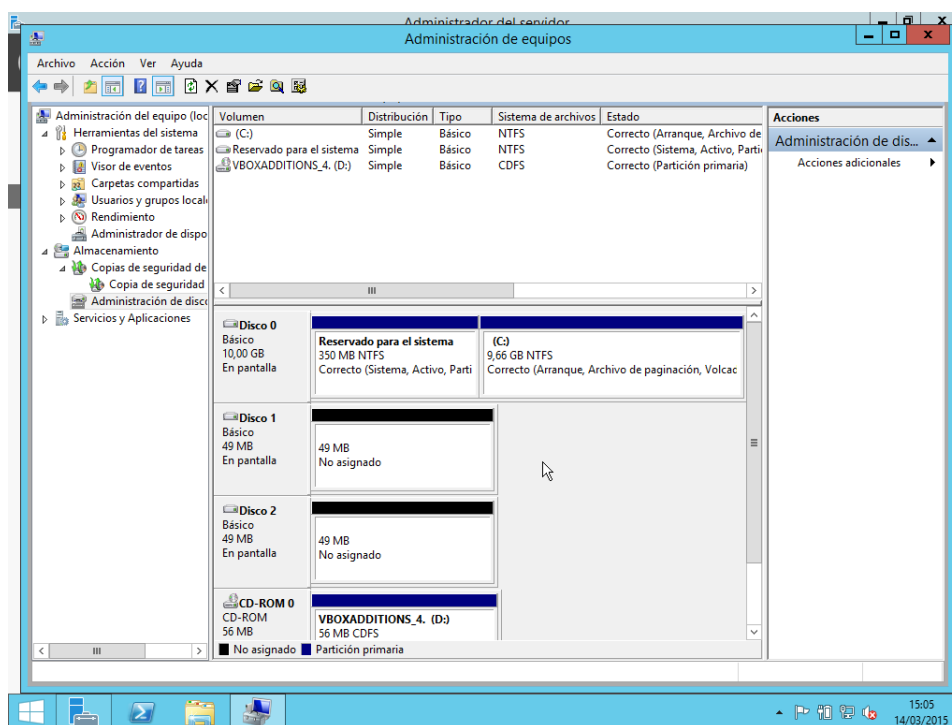 Administrador del servidor
Administración de equipos
Archivo Acción Ver Ayuda
Administración del equipo (loc
Herramientas del sistema
Programador de tareas
Visor de eventos
Carpetas compartidas
Usuarios y grupos locale
Rendimiento
Administrador de dispo
Almacenamiento
Copias de seguridad de
Copia de seguridad
Administración de disco
Servicios y Aplicaciones
Volumen Distribución Tipo Sistema de archivos Estado
(C:) Simple Básico NTFS Correcto (Arranque, Archivo de
Reservado para el sistema Simple Básico NTFS Correcto (Sistema, Activo, Parti
VBOXADDITIONS_4. (D:) Simple Básico CDFS Correcto (Partición primaria)
Disco 0
Básico
10,00 GB
En pantalla
Reservado para el sistema
350 MB NTFS
Correcto (Sistema, Activo, Parti
(C:)
9,66 GB NTFS
Correcto (Arranque, Archivo de paginación, Volcac
Disco 1
Básico
49 MB
En pantalla
49 MB
No asignado
Disco 2
Básico
49 MB
En pantalla
49 MB
No asignado
CD-ROM 0
CD-ROM
56 MB
VBOXADDITIONS_4. (D:)
56 MB CDFS
No asignado Partición primaria
Acciones
Administración de dis...
Acciones adicionales
15:05
14/03/2015